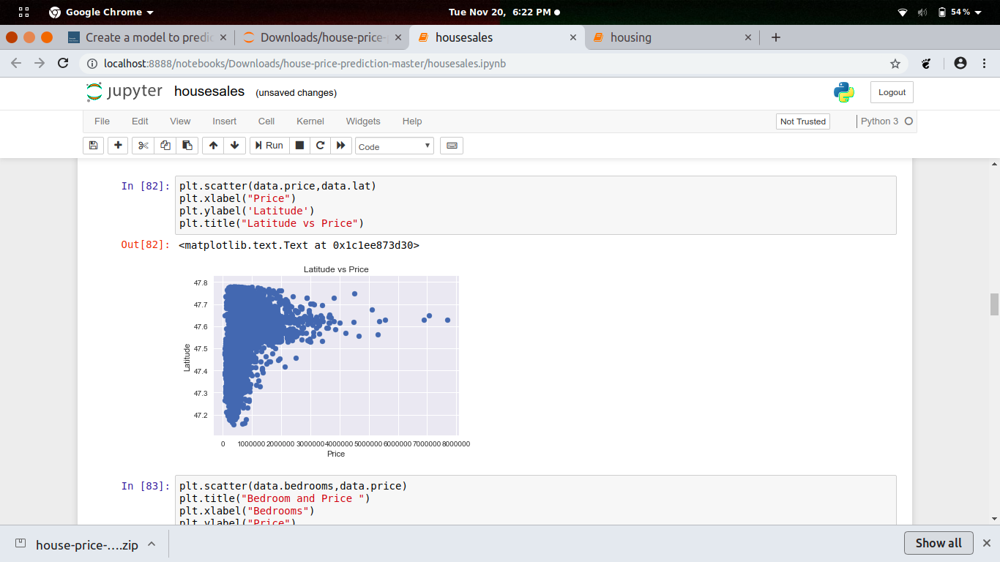 Google Chrome
Tue Nov 20, 6:22 PM
54 %
Create a model to predic
Downloads/house-price-
housesales
housing
localhost:8888/notebooks/Downloads/house-price-prediction-master/housesales.ipynb
jupyter housesales (unsaved changes)
Logout
File Edit View Insert Cell Kernel Widgets Help
Not Trusted
Python 3
Run
Code
In [82]: plt.scatter(data.price,data.lat)
plt.xlabel("Price")
plt.ylabel('Latitude')
plt.title("Latitude vs Price")
Out[82]: <matplotlib.text.Text at 0x1c1ee873d30>
Latitude vs Price
47.8
47.7
47.6
47.5
47.4
47.3
47.2
Latitude
0 1000000 2000000 3000000 4000000 5000000 6000000 7000000 8000000
Price
In [83]: plt.scatter(data.bedrooms,data.price)
plt.title("Bedroom and Price ")
plt.xlabel("Bedrooms")
plt.ylabel("Price")
house-price-....zip
Show all